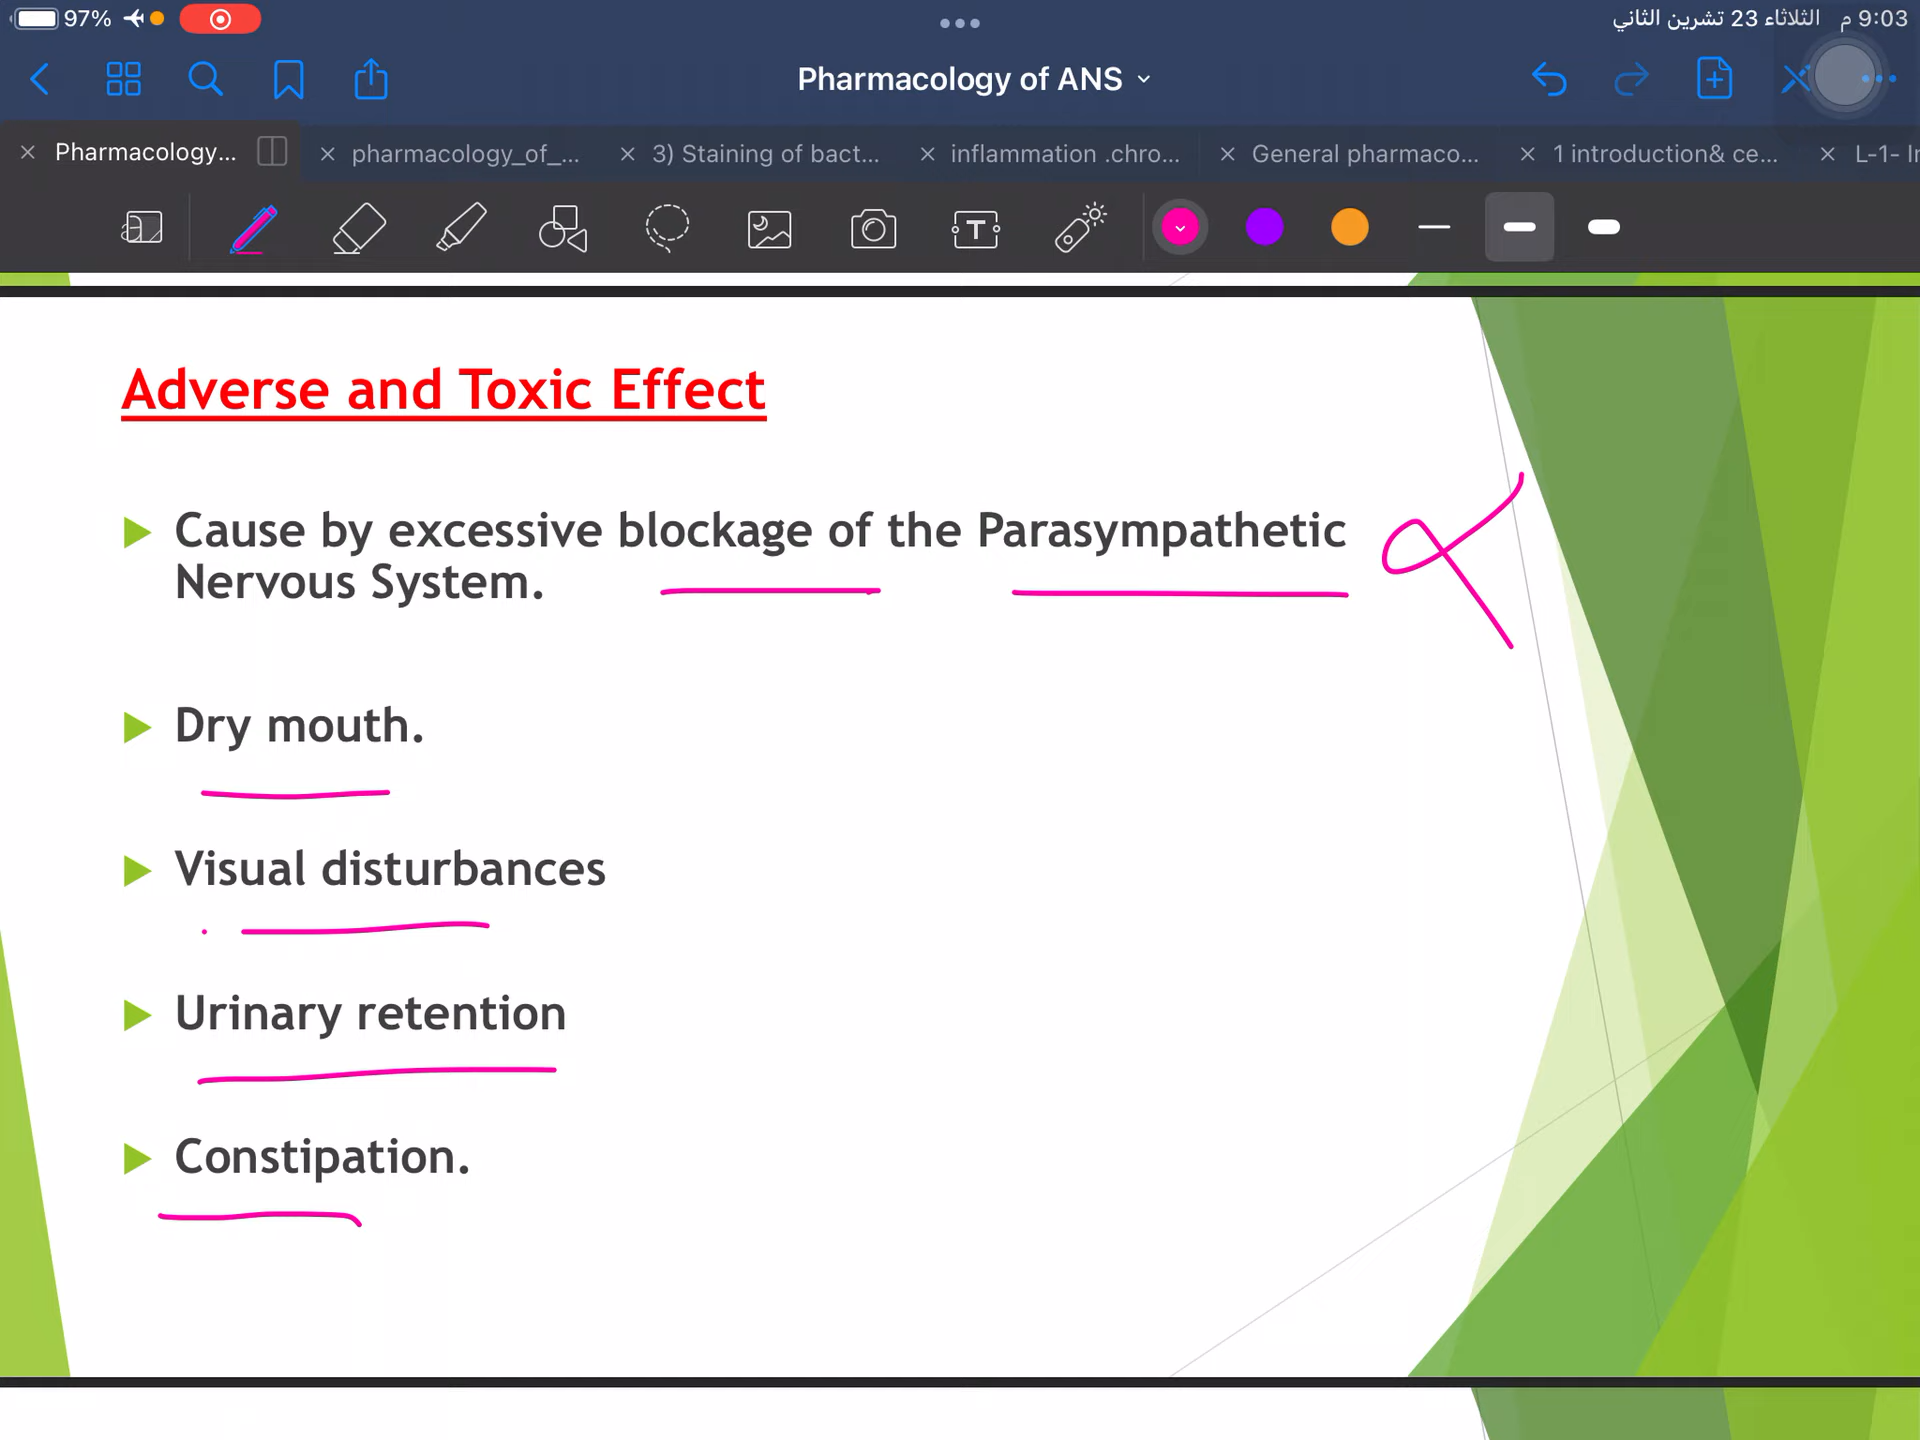 97%
9:03 م الثلاثاء 23 تشرين الثاني
Pharmacology of ANS
Pharmacology...
pharmacology_of_...
3) Staining of bact...
inflammation .chro...
General pharmaco...
1 introduction& ce...
L-1- Ir
Adverse and Toxic Effect
Cause by excessive blockage of the Parasympathetic
Nervous System.
Dry mouth.
Visual disturbances
Urinary retention
Constipation.